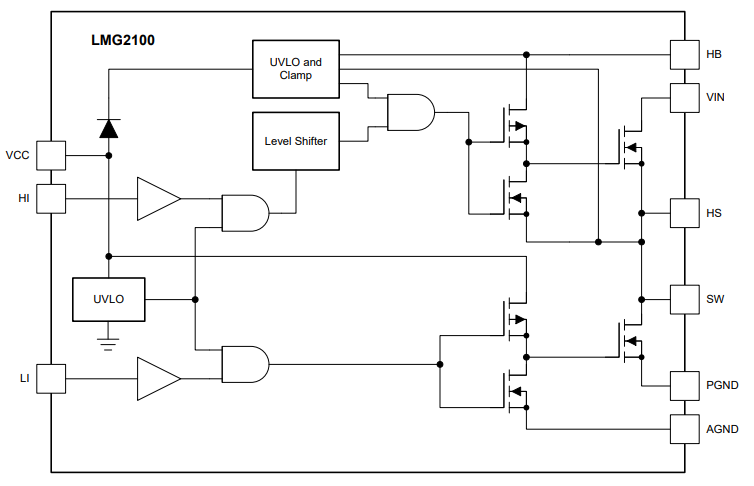 LMG2100
UVLO and
Clamp
HB
VIN
Level Shifter
VCC
HI
HS
UVLO
SW
LI
PGND
AGND